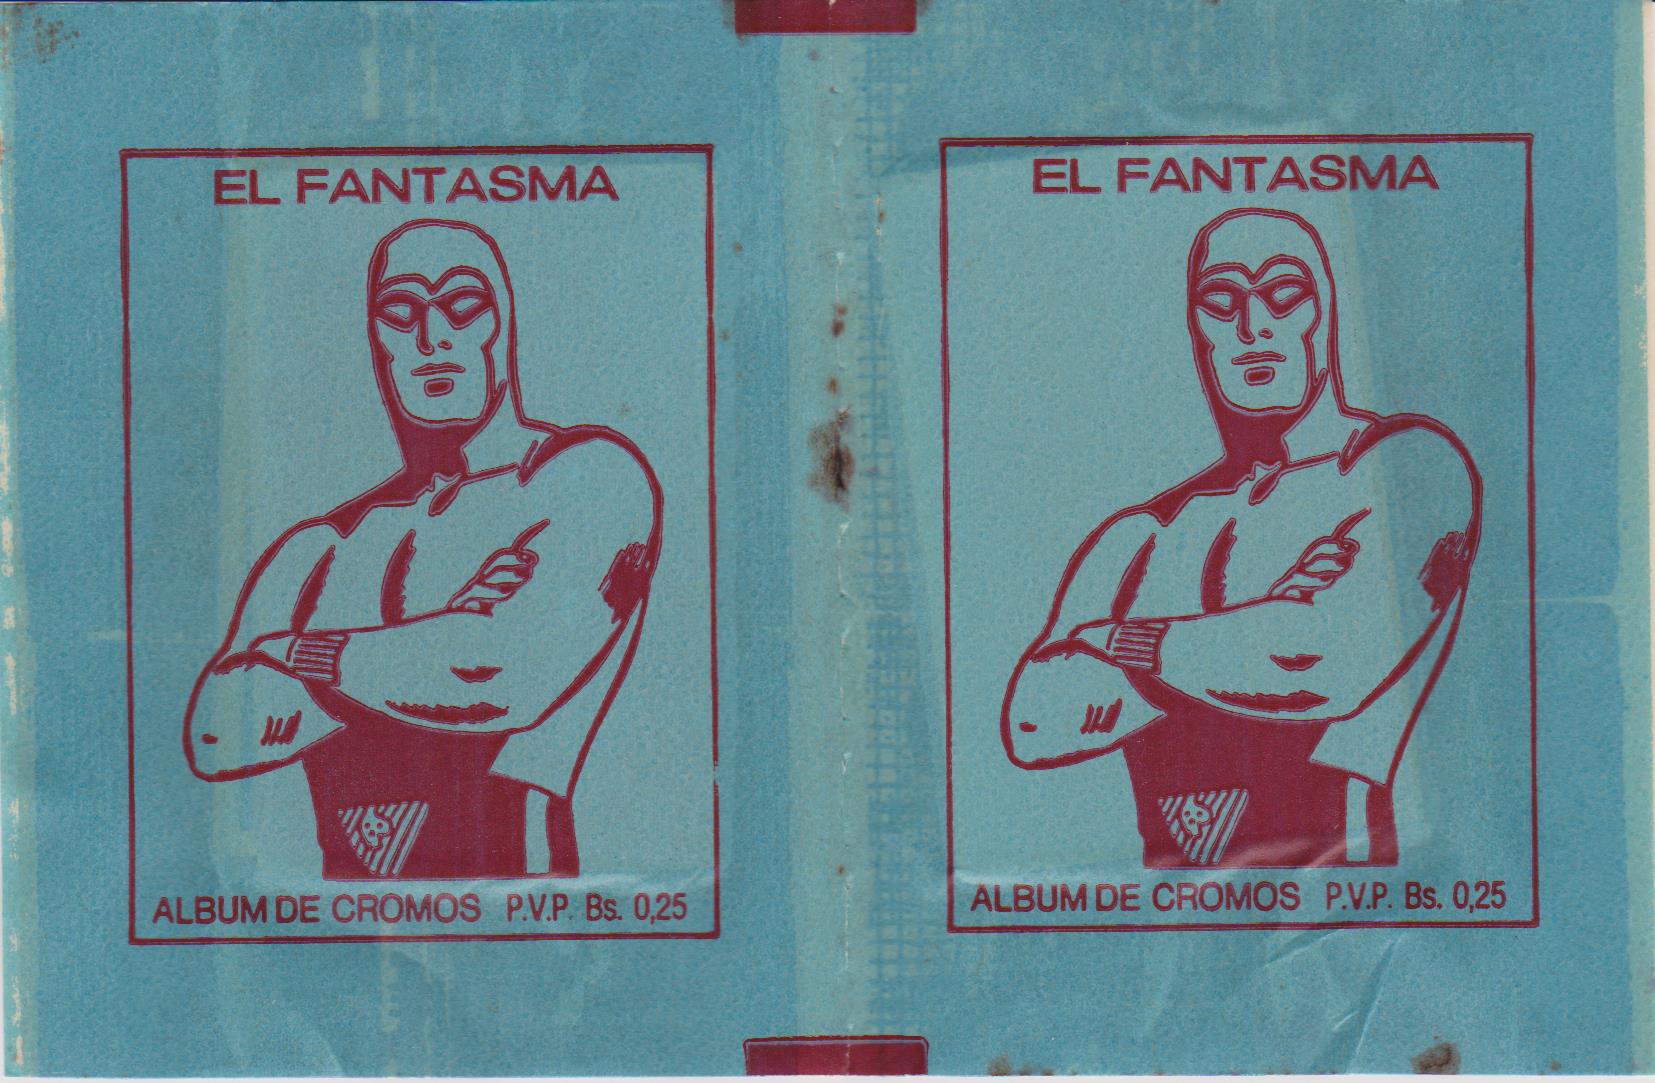 EL FANTASMA
ALBUM DE CROMOS P.V.P. Bs. 0,25
EL FANTASMA
ALBUM DE CROMOS P.V.P. Bs. 0,25